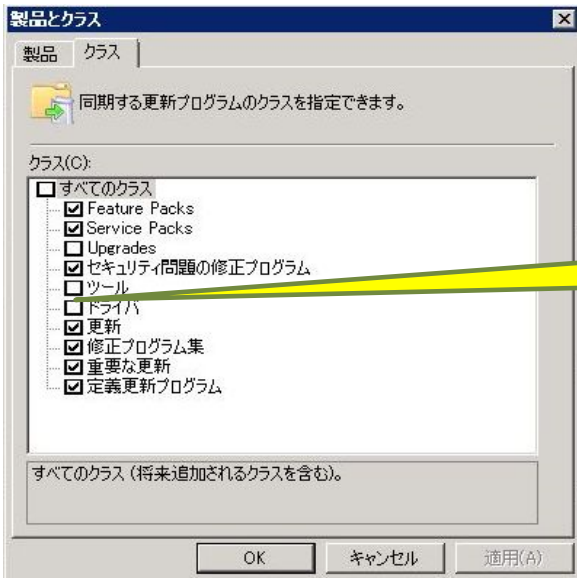 製品とクラス
製品 クラス
同期する更新プログラムのクラスを指定できます。
クラス(C):
すべてのクラス
Feature Packs
Service Packs
Upgrades
セキュリティ問題の修正プログラム
ツール
ドライバ
更新
修正プログラム集
重要な更新
定義更新プログラム
すべてのクラス (将来追加されるクラスを含む)。
OK キャンセル 適用(A)